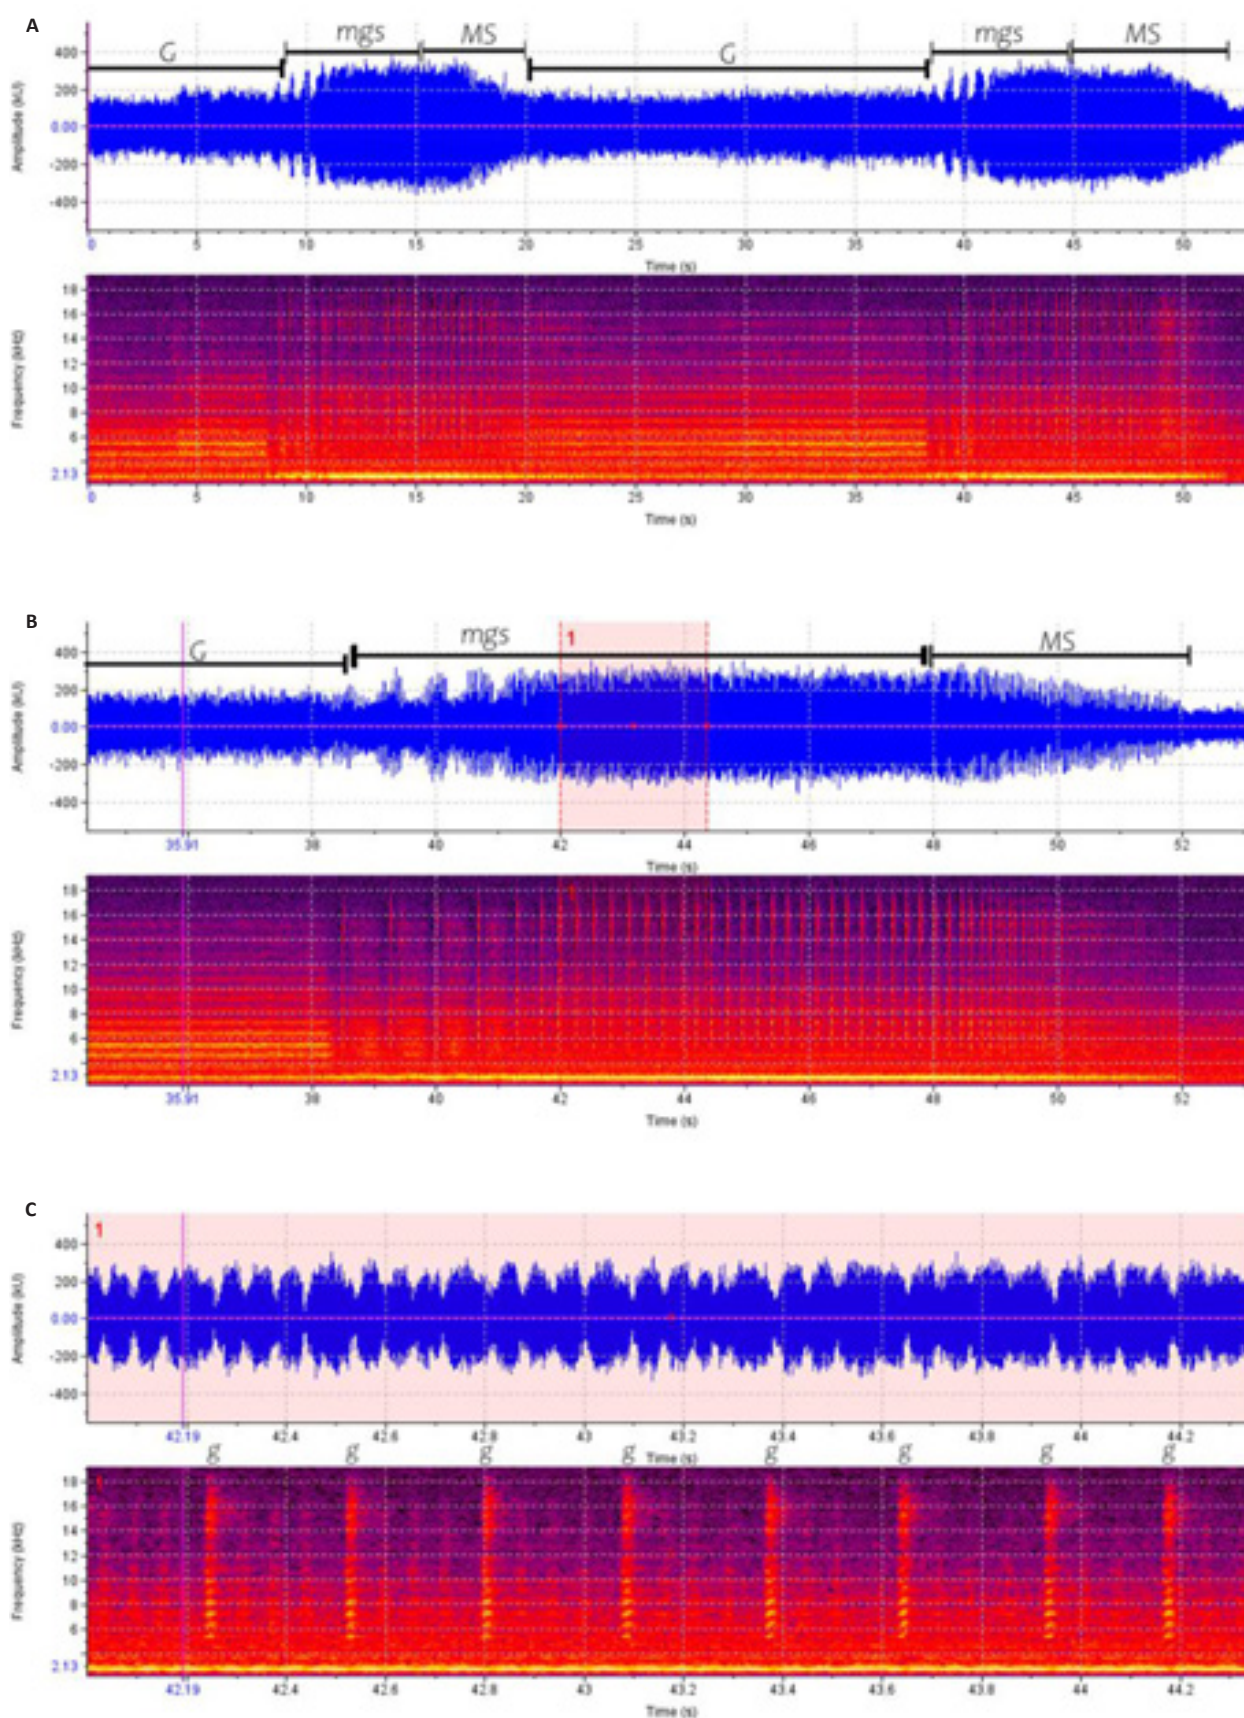 A
G mgs MS G mgs MS
400
200
0.00
-200
-400
Amplitude (kU)
0 5 10 15 20 25 30 35 40 45 50
Time (s)
18
16
14
12
10
8
6
2.13
Frequency (kHz)
0 5 10 15 20 25 30 35 40 45 50
Time (s)
B
G mgs 1 MS
400
200
0.00
-200
-400
Amplitude (kU)
35.91 38 40 42 44 46 48 50 52
Time (s)
1
18
16
14
12
10
8
6
2.13
Frequency (kHz)
35.91 38 40 42 44 46 48 50 52
Time (s)
C
1
400
200
0.00
-200
-400
Amplitude (kU)
42.19 42.4 42.6 42.8 43 43.2 43.4 43.6 43.8 44 44.2
Time (s)
g g g g g g g g
1
18
16
14
12
10
8
6
2.13
Frequency (kHz)
42.19 42.4 42.6 42.8 43 43.2 43.4 43.6 43.8 44 44.2
Time (s)